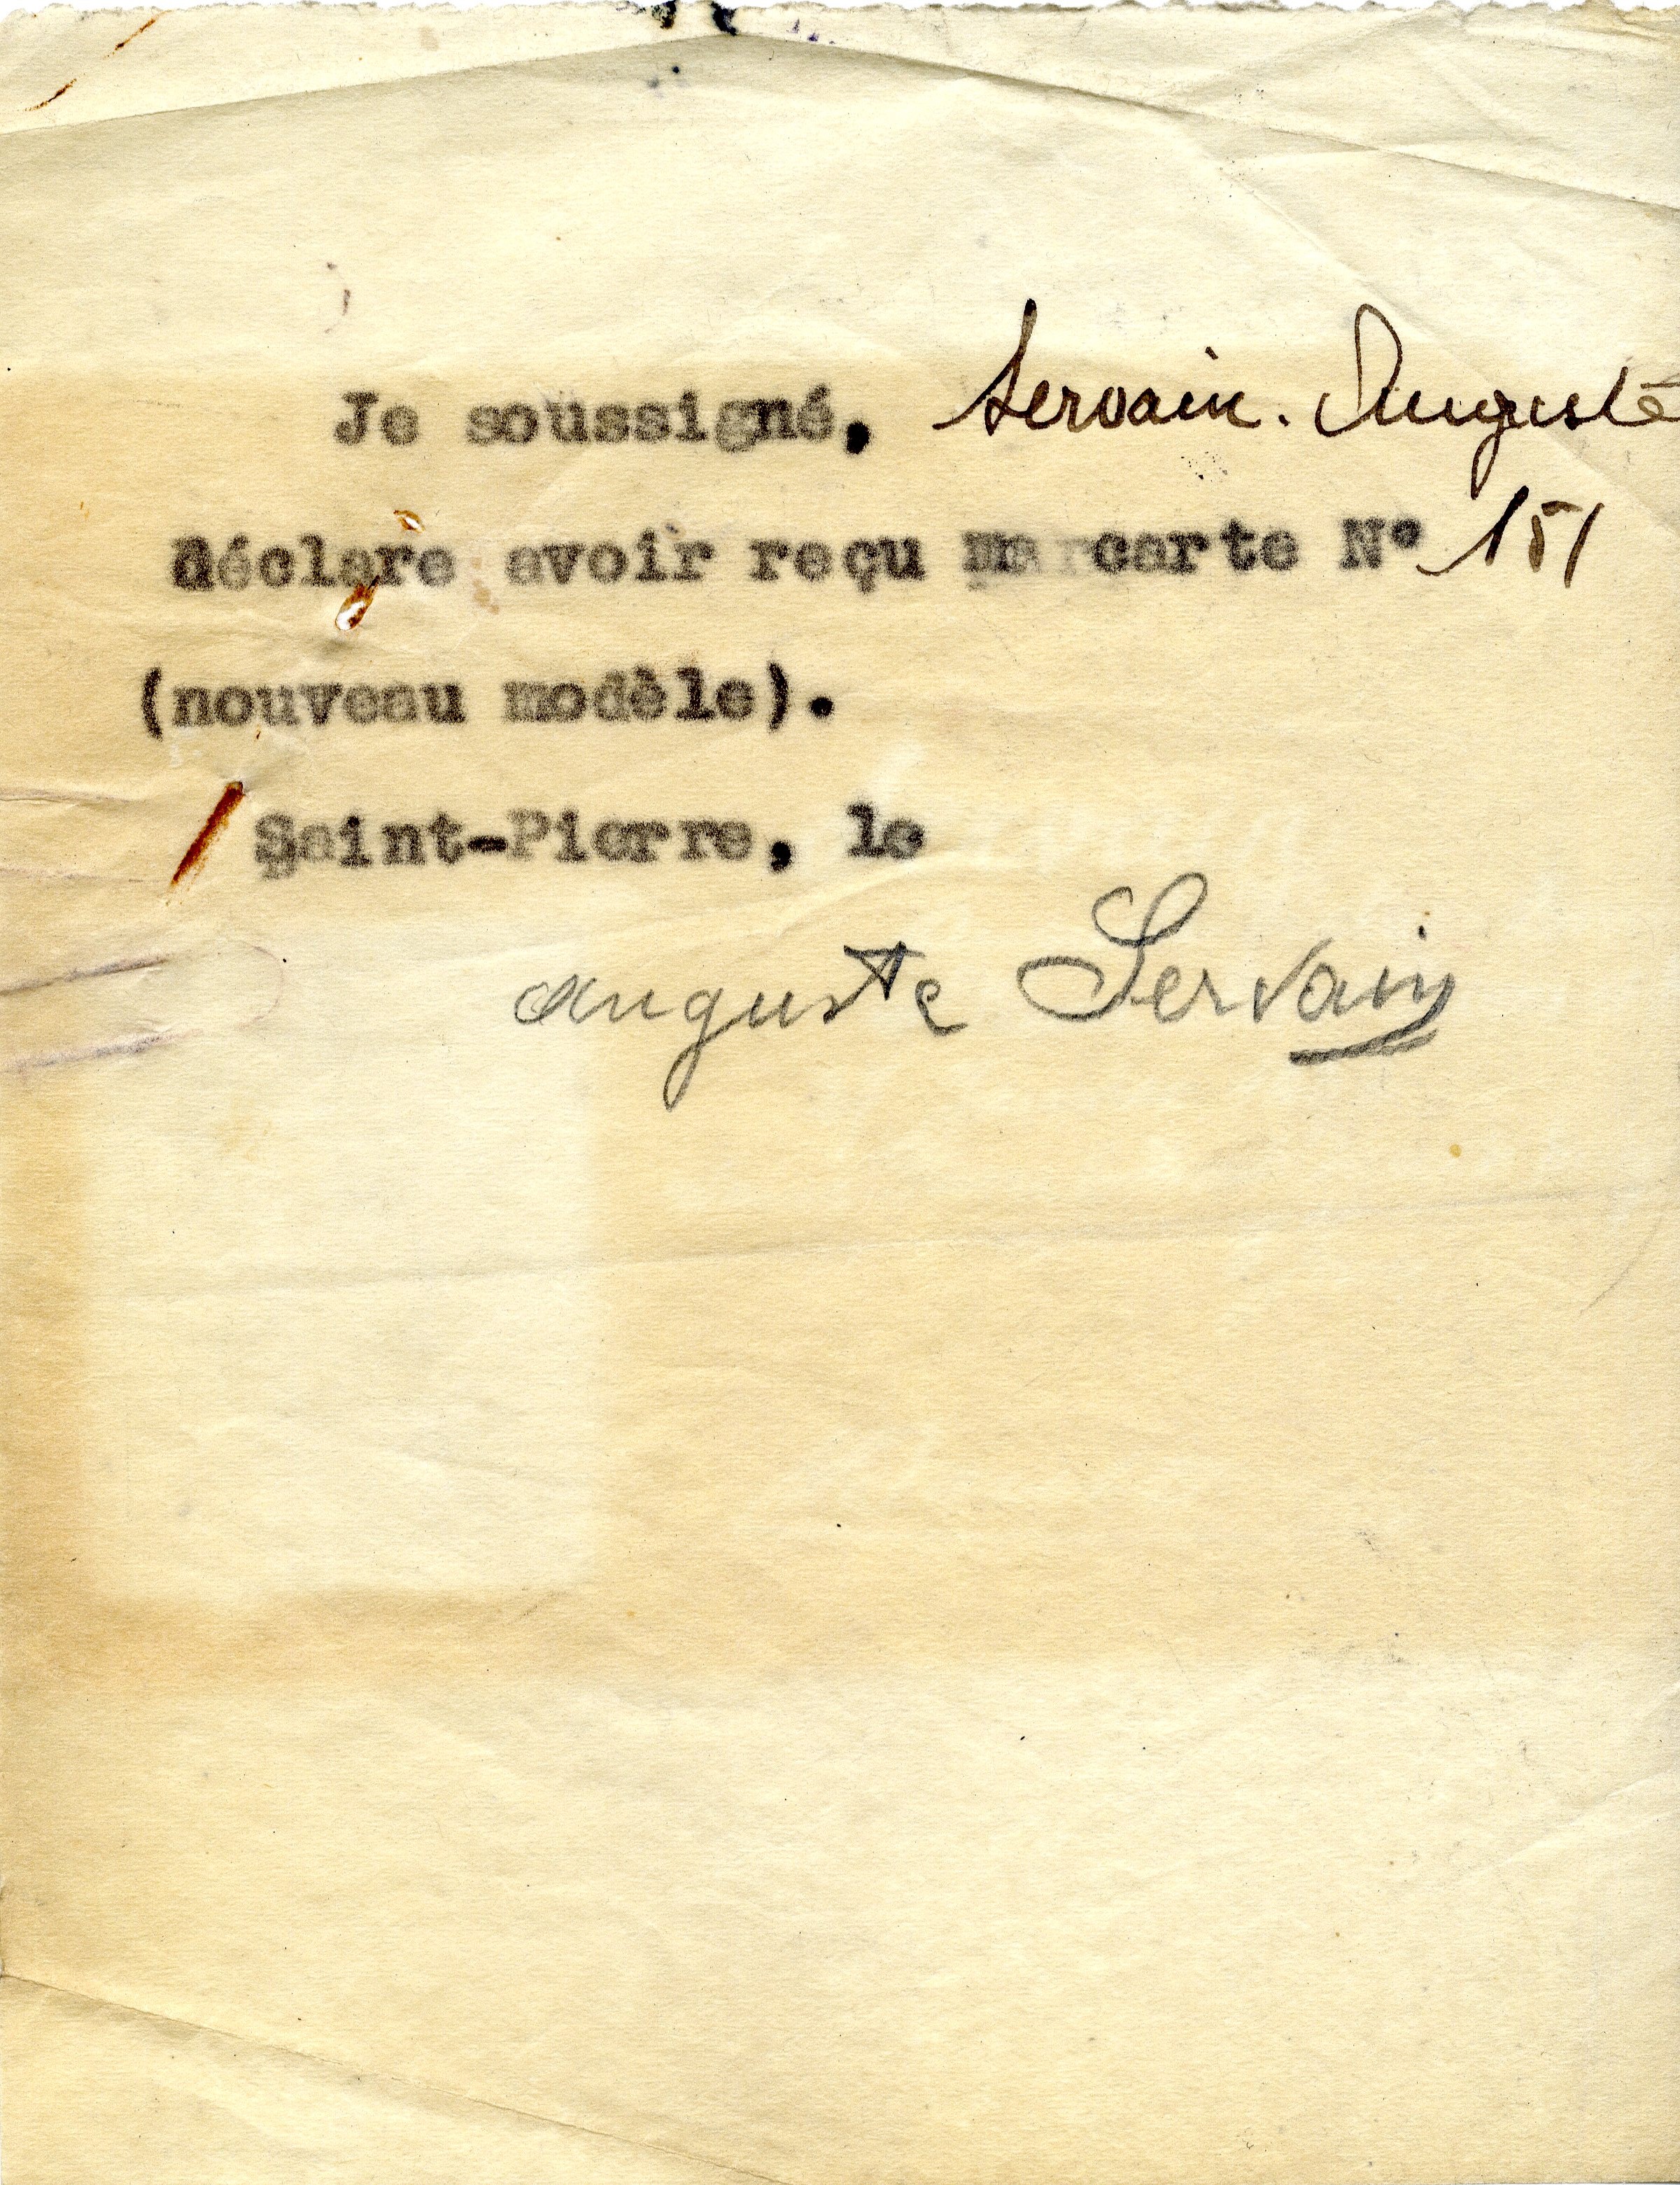 Je soussigné, Servain. Auguste
déclare avoir reçu ma carte N° 151
(nouveau modèle).
Saint-Pierre, le
Auguste Servain